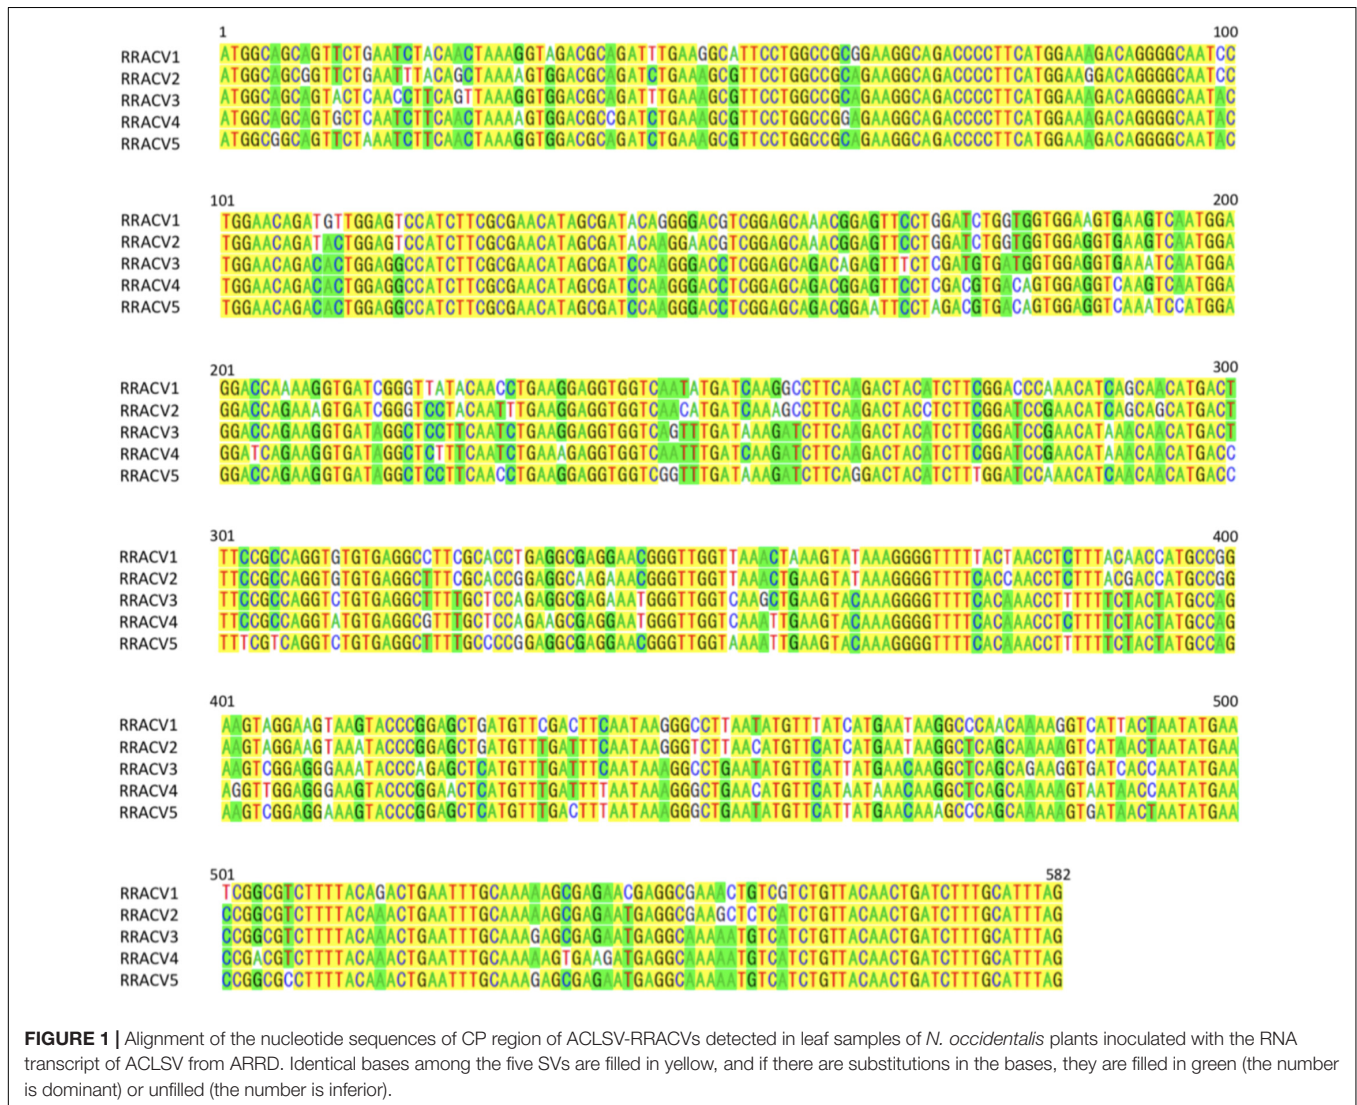 1 100
RRACV1 ATGGCAGCAGTTCTGAATCTACAACTAAAGGTAGACGCAGATTTGAAGGCATTCCTGGCCGCGGAAGGCAGACCCCTTCATGGAAAGACAGGGGCAATCC
RRACV2 ATGGCAGCGGTTCTGAATTTACAGCTAAAAGTGGACGCAGATCTGAAAGCGTTCCTGGCCGCAGAAGGCAGACCCCTTCATGGAAGGACAGGGGCAATCC
RRACV3 ATGGCAGCAGTACTCAACCTTCAGTTAAAGGTGGACGCAGATTTGAAAGCGTTCCTGGCCGCAGAAGGCAGACCCCTTCATGGAAAGACAGGGGCAATAC
RRACV4 ATGGCAGCAGTGCTCAATCTTCAACTAAAAGTGGACGCCGATCTGAAAGCGTTCCTGGCCGGAGAAGGCAGACCCCTTCATGGAAAGACAGGGGCAATAC
RRACV5 ATGGCGGCAGTTCTAAATCTTCAACTAAAGGTGGACGCAGATCTGAAAGCGTTCCTGGCCGCAGAAGGCAGACCCCTTCATGGAAAGACAGGGGCAATAC
101 200
RRACV1 TGGAACAGATGTTGGAGTCCATCTTCGCGAACATAGCGATACAGGGGACGTCGGAGCAAACGGAGTTCCTGGATCTGGTGGTGGAAGTGAAGTCAATGGA
RRACV2 TGGAACAGATACTGGAGTCCATCTTCGCGAACATAGCGATACAAGGAACGTCGGAGCAAACGGAGTTCCTGGATCTGGTGGTGGAGGTGAAGTCAATGGA
RRACV3 TGGAACAGACACTGGAGGCCATCTTCGCGAACATAGCGATCCAAGGGACCTCGGAGCAGACAGAGTTTCTCGATGTGATGGTGGAGGTGAAATCAATGGA
RRACV4 TGGAACAGACACTGGAGGCCATCTTCGCGAACATAGCGATCCAAGGGACCTCGGAGCAGACGGAGTTCCTCGACGTGACAGTGGAGGTCAAGTCAATGGA
RRACV5 TGGAACAGACACTGGAGGCCATCTTCGCGAACATAGCGATCCAAGGGACCTCGGAGCAGACGGAATTCCTAGACGTGACAGTGGAGGTCAAATCCATGGA
201 300
RRACV1 GGACCAAAAGGTGATCGGGTTATACAACCTGAAGGAGGTGGTCAATATGATCAAGGCCTTCAAGACTACATCTTCGGACCCAAACATCAGCAACATGACT
RRACV2 GGACCAGAAAGTGATCGGGTCCTACAATTTGAAGGAGGTGGTCAACATGATCAAAGCCTTCAAGACTACCTCTTCGGATCCGAACATCAGCAGCATGACT
RRACV3 GGACCAGAAGGTGATAGGCTCCTTCAATCTGAAGGAGGTGGTCAGTTTGATAAAGATCTTCAAGACTACATCTTCGGATCCGAACATAAACAACATGACT
RRACV4 GGATCAGAAGGTGATAGGCTCTTTCAATCTGAAAGAGGTGGTCAATTTGATCAAGATCTTCAAGACTACATCTTCGGATCCGAACATAAACAACATGACC
RRACV5 GGACCAGAAGGTGATAGGCTCCTTCAACCTGAAGGAGGTGGTCGGTTTGATAAAGATCTTCAGGACTACATCTTTGGATCCAAACATCAACAACATGACC
301 400
RRACV1 TTCCGCCAGGTGTGTGAGGCCTTCGCACCTGAGGCGAGGAACGGGTTGGTTAAACTAAAGTATAAAGGGGTTTTTACTAACCTCTTTACAACCATGCCGG
RRACV2 TTCCGCCAGGTGTGTGAGGCTTTCGCACCGGAGGCAAGAAACGGGTTGGTTAAACTGAAGTATAAAGGGGTTTTCACCAACCTCTTTACGACCATGCCGG
RRACV3 TTCCGCCAGGTCTGTGAGGCTTTTGCTCCAGAGGCGAGAAATGGGTTGGTCAAGCTGAAGTACAAAGGGGTTTTCACAAACCTTTTTTCTACTATGCCAG
RRACV4 TTCCGCCAGGTATGTGAGGCGTTTGCTCCAGAAGCGAGGAATGGGTTGGTCAAATTGAAGTACAAAGGGGTTTTCACAAACCTCTTTTCTACTATGCCAG
RRACV5 TTTCGTCAGGTCTGTGAGGCTTTTGCCCCGGAGGCGAGGAACGGGTTGGTAAAATTGAAGTACAAAGGGGTTTTCACAAACCTTTTTTCTACTATGCCAG
401 500
RRACV1 AAGTAGGAAGTAAGTACCCGGAGCTGATGTTCGACTTCAATAAGGGCCTTAATATGTTTATCATGAATAAGGCCCAACAAAAGGTCATTACTAATATGAA
RRACV2 AAGTAGGAAGTAAATACCCGGAGCTGATGTTTGATTTCAATAAGGGTCTTAACATGTTCATCATGAATAAGGCTCAGCAAAAAGTCATAACTAATATGAA
RRACV3 AAGTCGGAGGGAAATACCCAGAGCTCATGTTTGATTTCAATAAAGGCCTGAATATGTTCATTATGAACAAGGCTCAGCAGAAGGTGATCACCAATATGAA
RRACV4 AGGTTGGAGGGAAGTACCCGGAACTCATGTTTGATTTTAATAAAGGGCTGAACATGTTCATAATAAACAAGGCTCAGCAAAAAGTAATAACCAATATGAA
RRACV5 AAGTCGGAGGAAAGTACCCGGAGCTCATGTTTGACTTTAATAAAGGGCTGAATATGTTCATTATGAACAAAGCCCAGCAAAAAGTGATAACTAATATGAA
501 582
RRACV1 TCGGCGTCTTTTACAGACTGAATTTGCAAAAAGCGAGAACGAGGCGAAACTGTCGTCTGTTACAACTGATCTTTGCATTTAG
RRACV2 CCGGCGTCTTTTACAAACTGAATTTGCAAAAAGCGAGAATGAGGCGAAGCTCTCATCTGTTACAACTGATCTTTGCATTTAG
RRACV3 CCGGCGTCTTTTACAAACTGAATTTGCAAAGAGCGAGAATGAGGCAAAAATGTCATCTGTTACAACTGATCTTTGCATTTAG
RRACV4 CCGACGTCTTTTACAAACTGAATTTGCAAAAAGTGAAGATGAGGCAAAAATGTCATCTGTTACAACTGATCTTTGCATTTAG
RRACV5 CCGGCGCCTTTTACAAACTGAATTTGCAAAGAGCGAGAATGAGGCAAAAATGTCATCTGTTACAACTGATCTTTGCATTTAG
FIGURE 1 | Alignment of the nucleotide sequences of CP region of ACLSV-RRACVs detected in leaf samples of N. occidentalis plants inoculated with the RNA
transcript of ACLSV from ARRD. Identical bases among the five SVs are filled in yellow, and if there are substitutions in the bases, they are filled in green (the number
is dominant) or unfilled (the number is inferior).